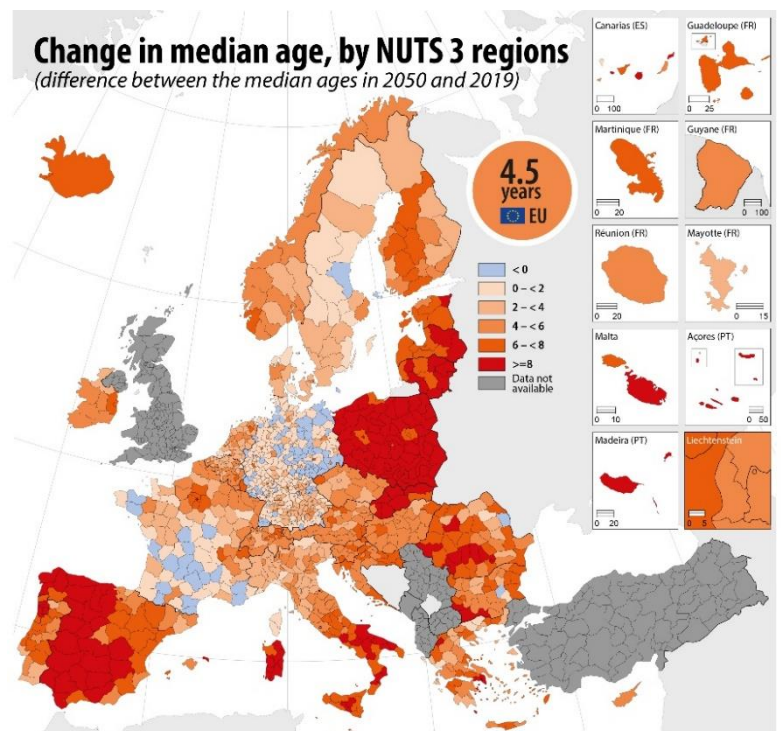 Change in median age, by NUTS 3 regions
(difference between the median ages in 2050 and 2019)
4.5
years
EU
< 0
0 – < 2
2 – < 4
4 – < 6
6 – < 8
>=8
Data not
available
Canarias (ES)
0 100
Guadeloupe (FR)
0 25
Martinique (FR)
0 20
Guyane (FR)
0 100
Réunion (FR)
0 20
Mayotte (FR)
0 15
Malta
0 10
Açores (PT)
0 50
Madeira (PT)
0 20
Liechtenstein
0 5